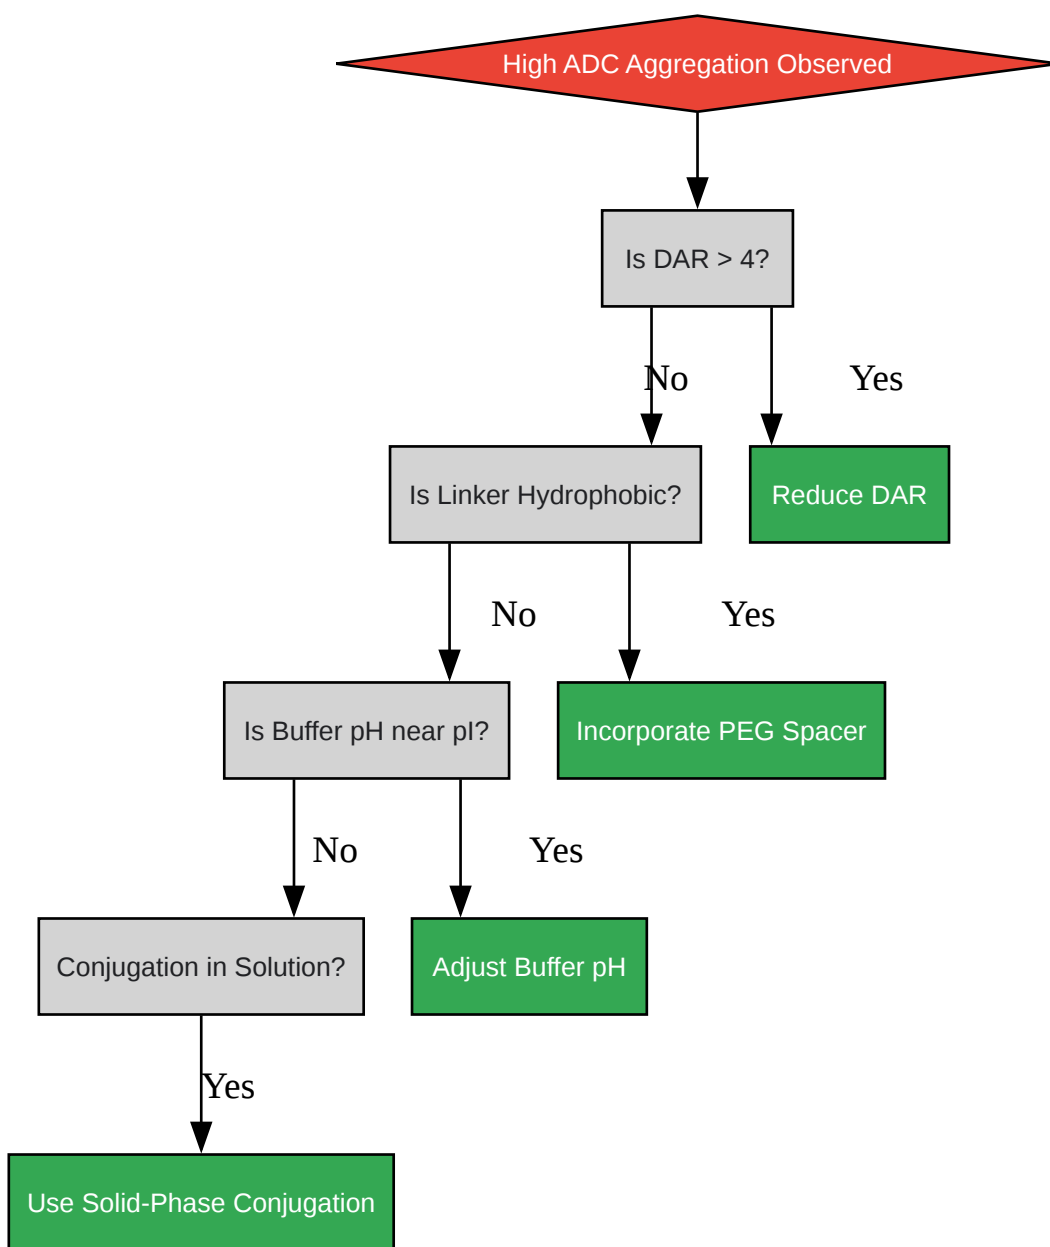 High ADC Aggregation Observed
Is DAR > 4?
No
Yes
Is Linker Hydrophobic?
Reduce DAR
No
Yes
Is Buffer pH near pI?
Incorporate PEG Spacer
No
Yes
Conjugation in Solution?
Adjust Buffer pH
Yes
Use Solid-Phase Conjugation